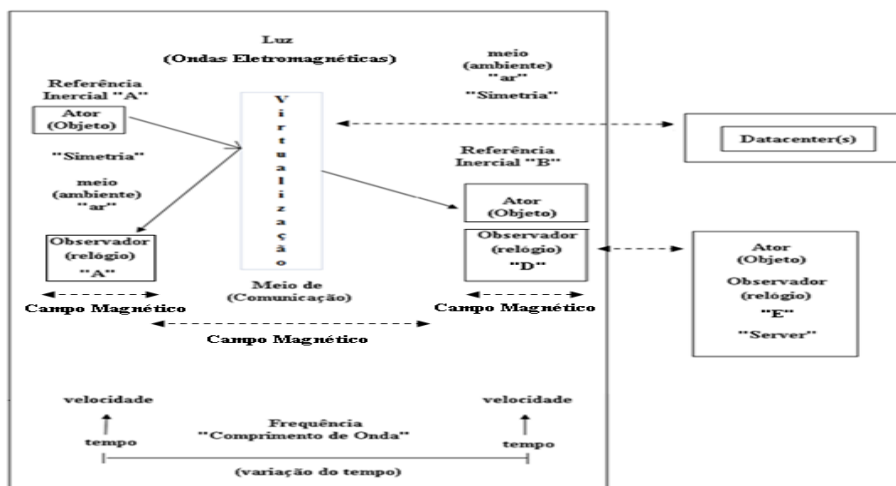 Luz
(Ondas Eletromagnéticas)
meio
(ambiente)
"ar"
"Simetria"
Referência
Inercial "A"
Ator
(Objeto)
"Simetria"
meio
(ambiente)
"ar"
Observador
(relógio)
"A"
Campo Magnético
Virtualização
Meio de
(Comunicação)
Campo Magnético
Referência
Inercial "B"
Ator
(Objeto)
Observador
(relógio)
"D"
Campo Magnético
Datacenter(s)
Ator
(Objeto)
Observador
(relógio)
"E"
"Server"
velocidade
tempo
Frequência
"Comprimento de Onda"
(variação do tempo)
velocidade
tempo